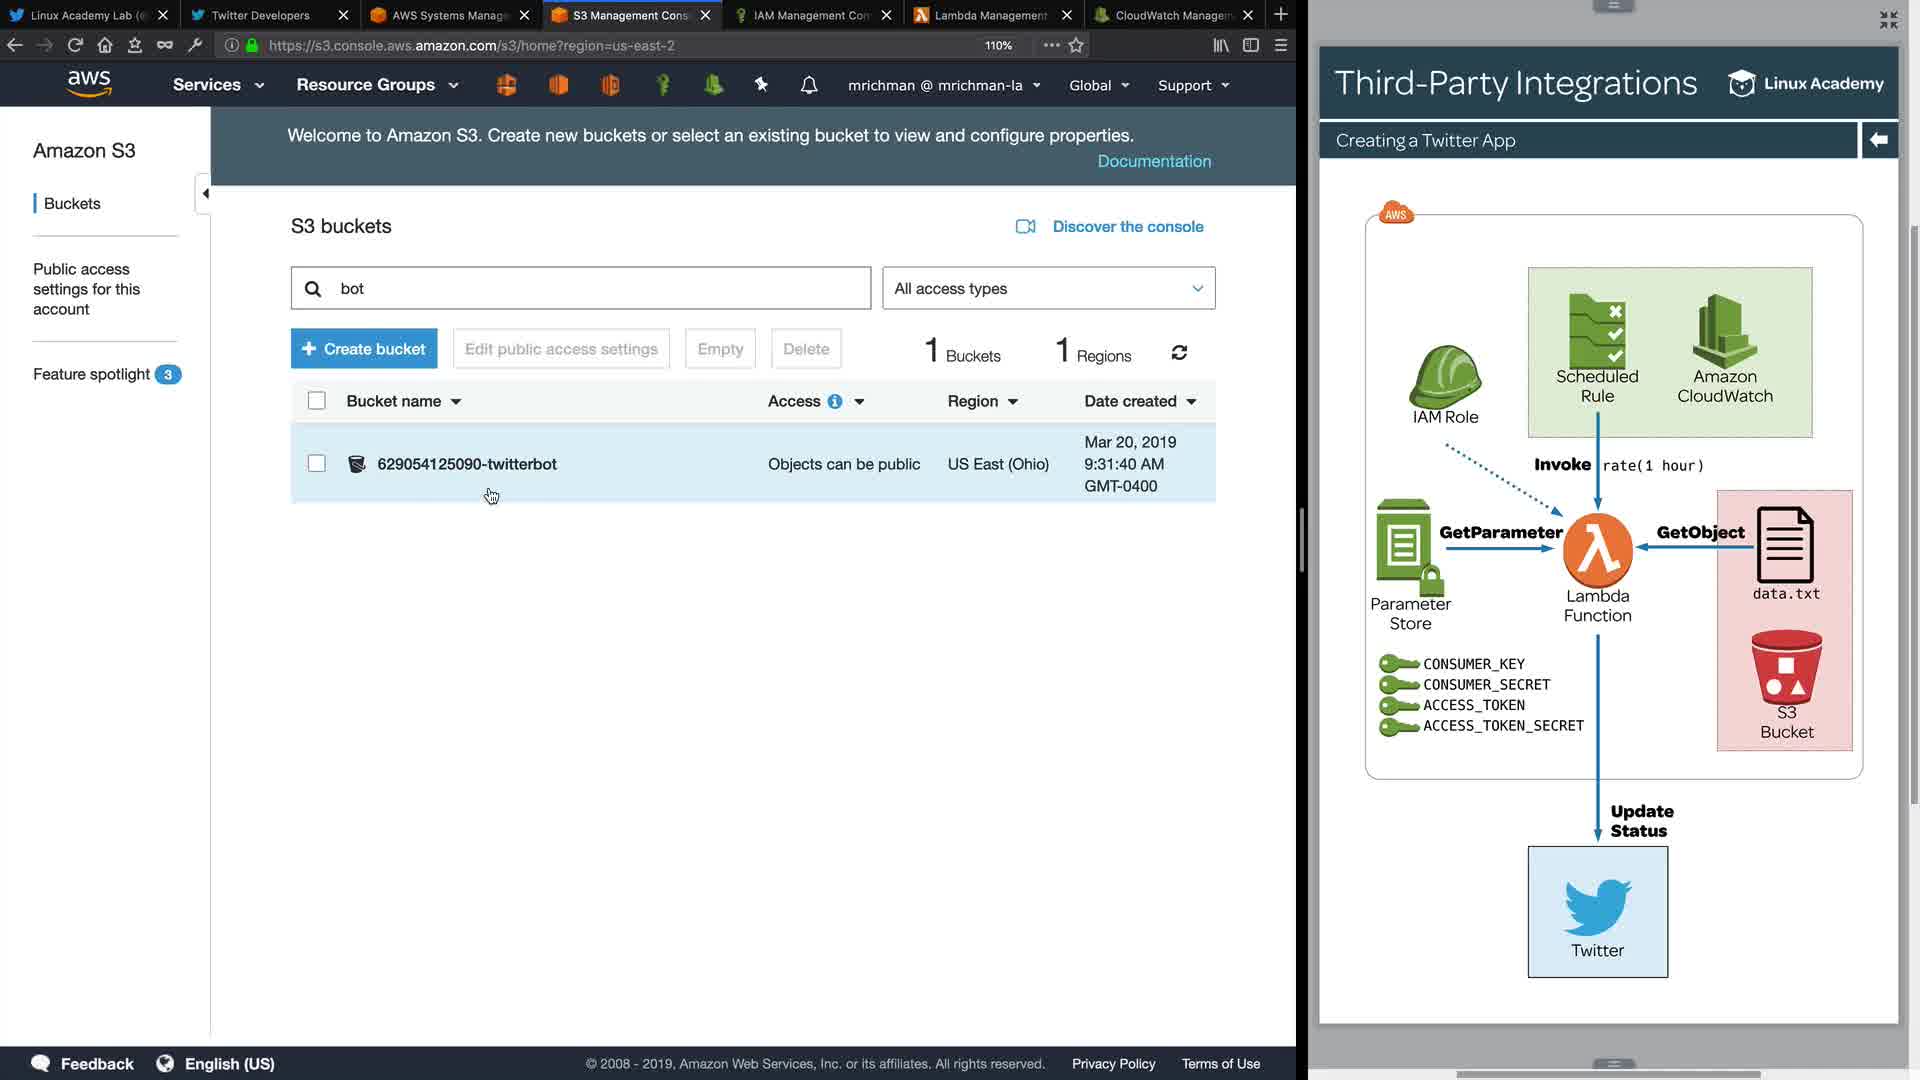 Linux Academy Lab (
Twitter Developers
AWS Systems Manage
S3 Management Cons
IAM Management Con
Lambda Management
CloudWatch Managem
https://s3.console.aws.amazon.com/s3/home?region=us-east-2
110%
aws
Services
Resource Groups
mrichman @ mrichman-la
Global
Support
Amazon S3
Buckets
Public access
settings for this
account
Feature spotlight 3
Welcome to Amazon S3. Create new buckets or select an existing bucket to view and configure properties.
Documentation
S3 buckets
Discover the console
bot
All access types
+ Create bucket
Edit public access settings
Empty
Delete
1 Buckets
1 Regions
Bucket name
Access
Region
Date created
629054125090-twitterbot
Objects can be public
US East (Ohio)
Mar 20, 2019
9:31:40 AM
GMT-0400
Feedback
English (US)
© 2008 - 2019, Amazon Web Services, Inc. or its affiliates. All rights reserved.
Privacy Policy
Terms of Use
Third-Party Integrations
Linux Academy
Creating a Twitter App
AWS
Scheduled
Rule
Amazon
CloudWatch
IAM Role
Invoke rate(1 hour)
GetParameter
GetObject
data.txt
Parameter
Store
Lambda
Function
CONSUMER_KEY
CONSUMER_SECRET
ACCESS_TOKEN
ACCESS_TOKEN_SECRET
S3
Bucket
Update
Status
Twitter